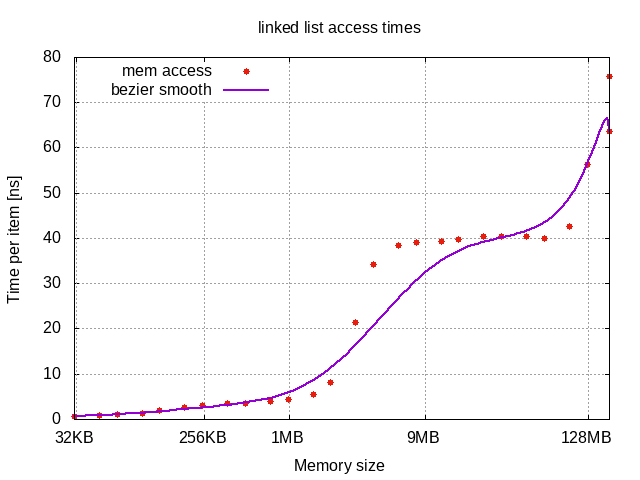 linked list access times
80
mem access
bezier smooth
70
60
50
40
30
20
10
0
Time per item [ns]
32KB 256KB 1MB 9MB 128MB
Memory size